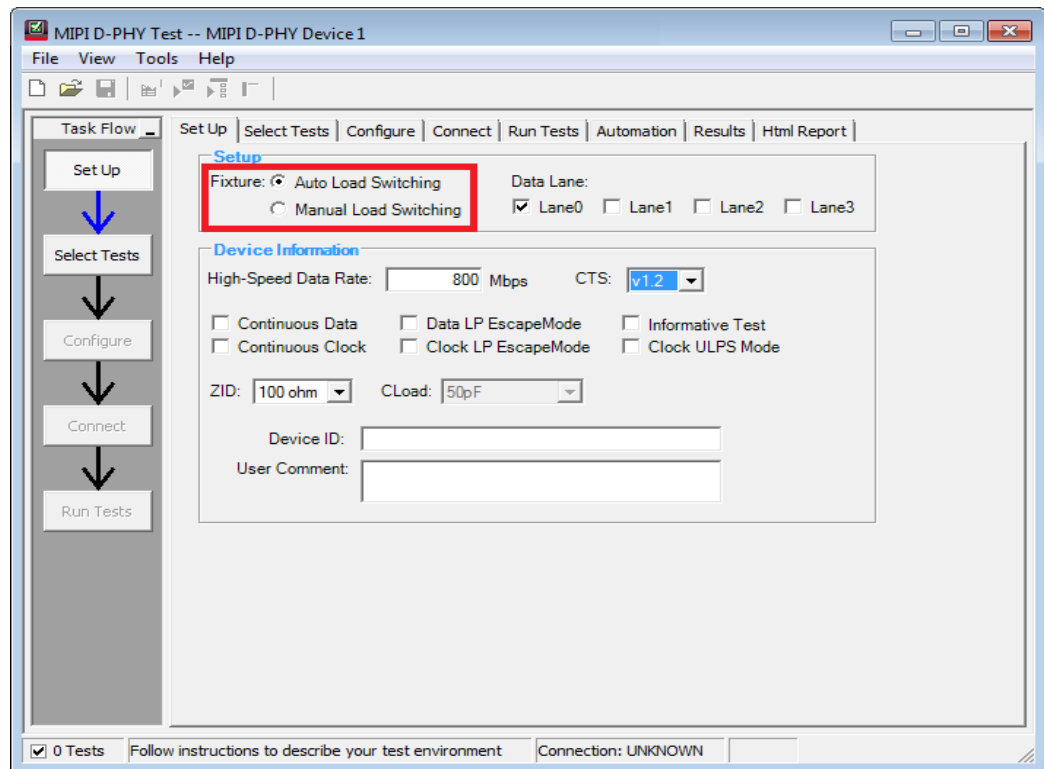 MIPI D-PHY Test -- MIPI D-PHY Device 1
File View Tools Help
Task Flow
Set Up
Select Tests
Configure
Connect
Run Tests
Set Up Select Tests Configure Connect Run Tests Automation Results Html Report
Setup
Fixture: Auto Load Switching
Manual Load Switching
Data Lane:
Lane0 Lane1 Lane2 Lane3
Device Information
High-Speed Data Rate: 800 Mbps CTS: v1.2
Continuous Data Data LP EscapeMode Informative Test
Continuous Clock Clock LP EscapeMode Clock ULPS Mode
ZID: 100 ohm CLoad: 50pF
Device ID:
User Comment:
0 Tests Follow instructions to describe your test environment Connection: UNKNOWN